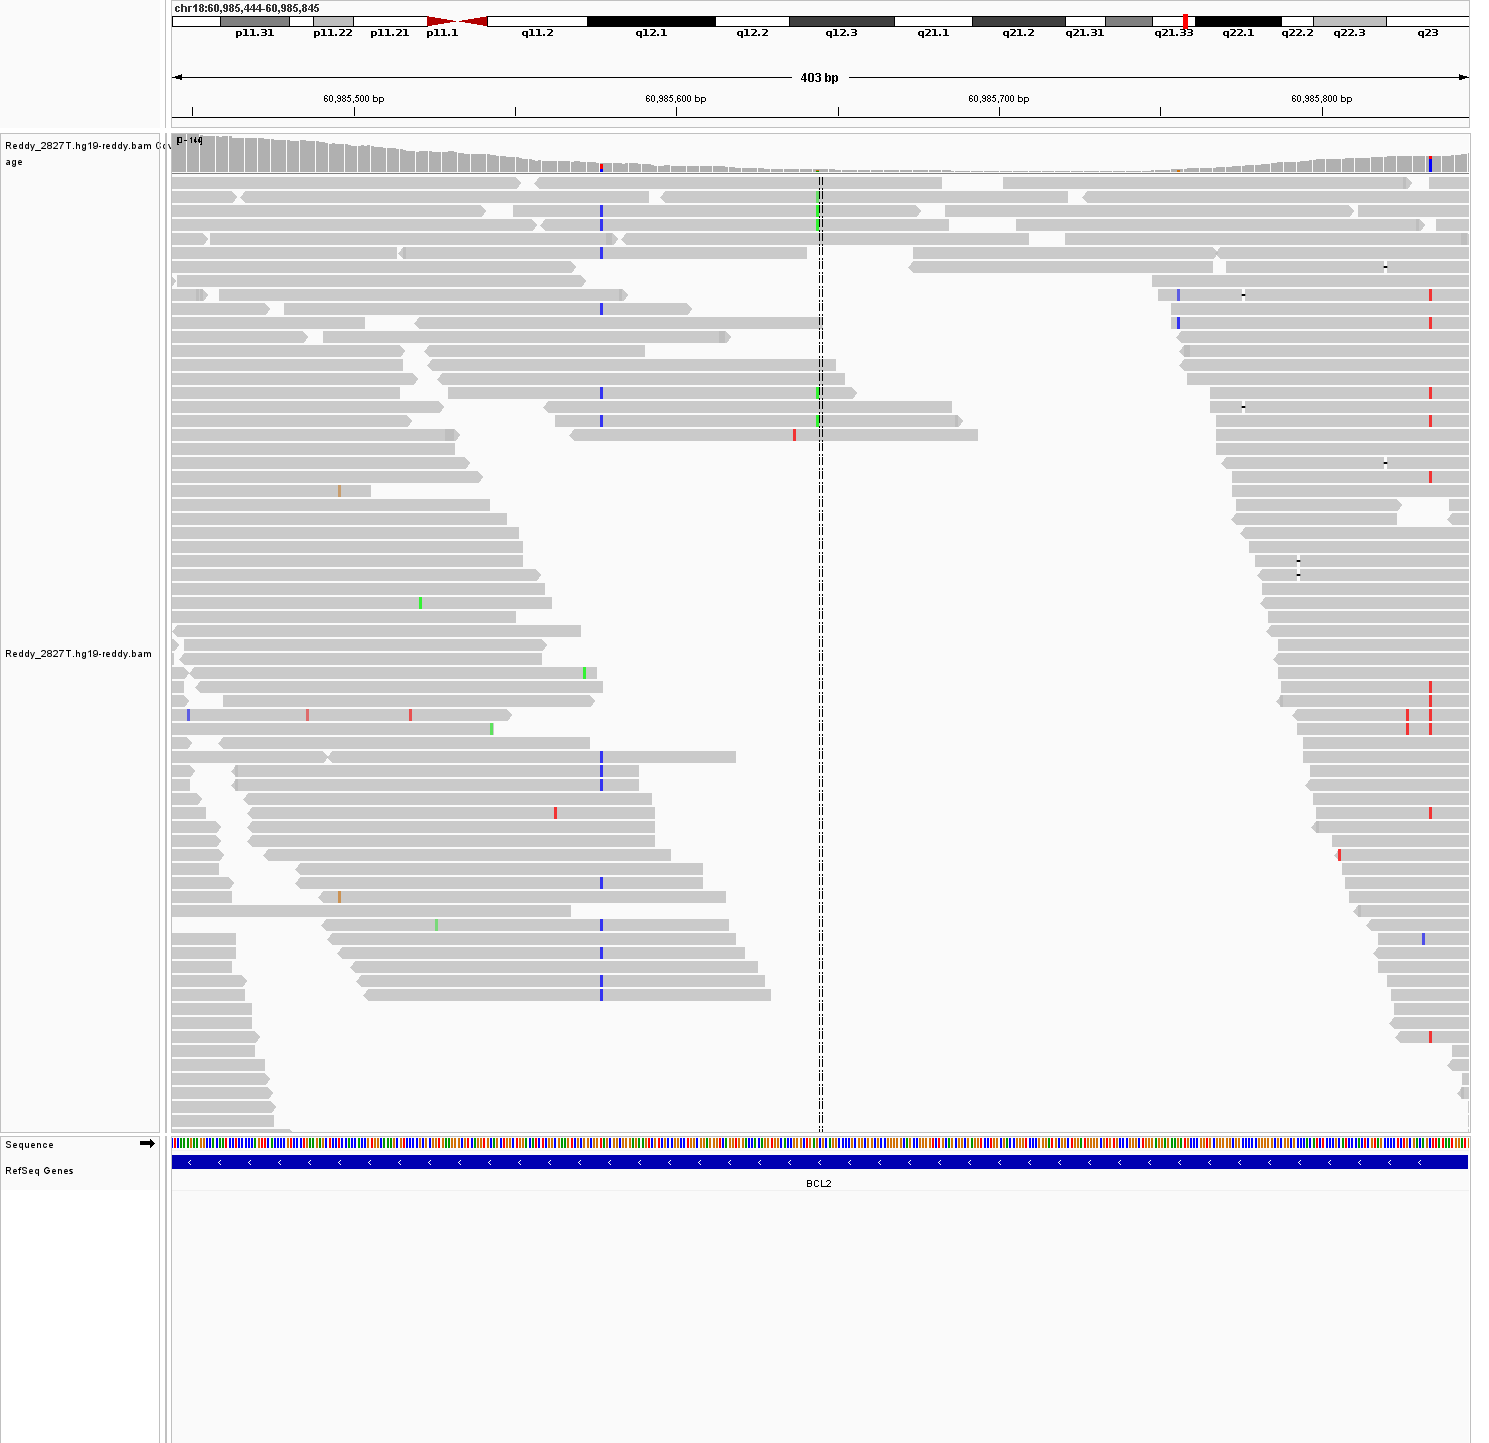 chr18:60,985,444-60,985,845
p11.31 p11.22 p11.21 p11.1 q11.2 q12.1 q12.2 q12.3 q21.1 q21.2 q21.31 q21.33 q22.1 q22.2 q22.3 q23
403 bp
60,985,500 bp 60,985,600 bp 60,985,700 bp 60,985,800 bp
Reddy_2827T.hg19-reddy.bam Cov
age
Reddy_2827T.hg19-reddy.bam
Sequence
RefSeq Genes
BCL2